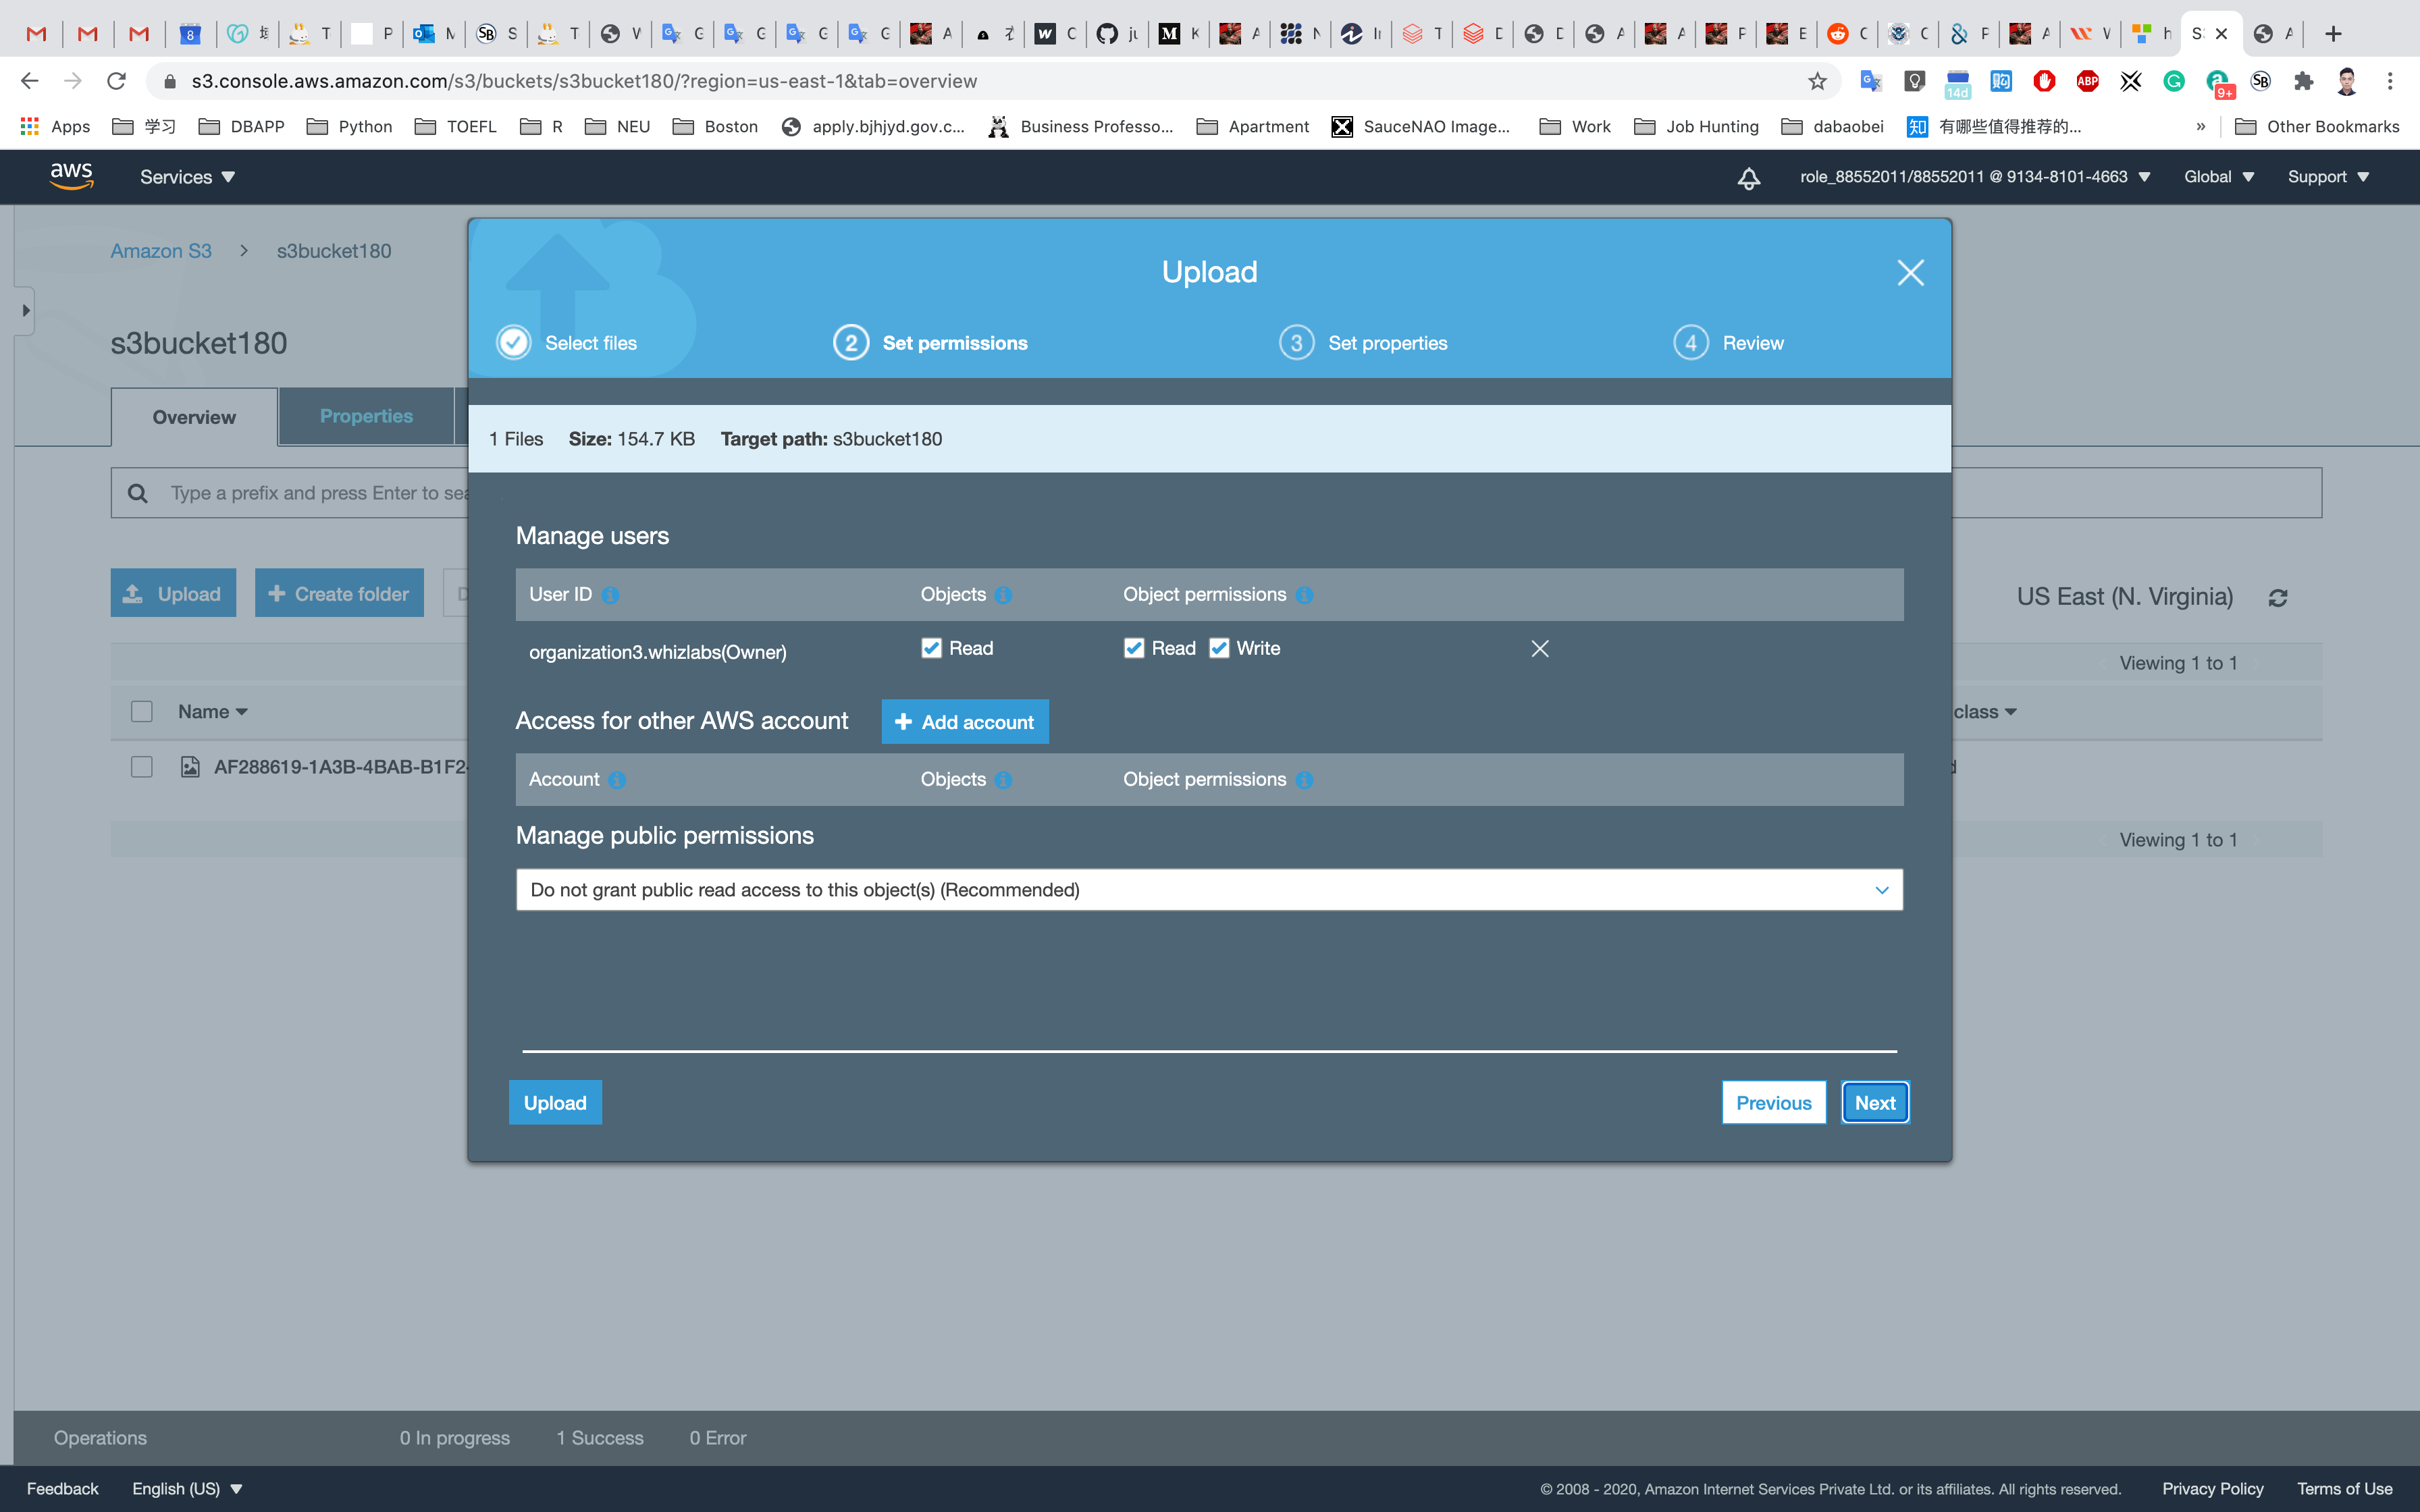 s3.console.aws.amazon.com/s3/buckets/s3bucket180/?region=us-east-1&tab=overview
14d
ABP
9+
Apps 学习 DBAPP Python TOEFL R NEU Boston apply.bjhjyd.gov.c... Business Professo... Apartment SauceNAO Image... Work Job Hunting dabaobei 有哪些值得推荐的... » Other Bookmarks
aws Services role_88552011/88552011 @ 9134-8101-4663 Global Support
Amazon S3 > s3bucket180
s3bucket180
Overview Properties
Type a prefix and press Enter to sea
Upload Create folder US East (N. Virginia)
Viewing 1 to 1
Name class
AF288619-1A3B-4BAB-B1F2-
Viewing 1 to 1
Upload
Select files 2 Set permissions 3 Set properties 4 Review
1 Files Size: 154.7 KB Target path: s3bucket180
Manage users
User ID Objects Object permissions
organization3.whizlabs(Owner) Read Read Write
Access for other AWS account Add account
Account Objects Object permissions
Manage public permissions
Do not grant public read access to this object(s) (Recommended)
Upload Previous Next
Operations 0 In progress 1 Success 0 Error
Feedback English (US) © 2008 - 2020, Amazon Internet Services Private Ltd. or its affiliates. All rights reserved. Privacy Policy Terms of Use